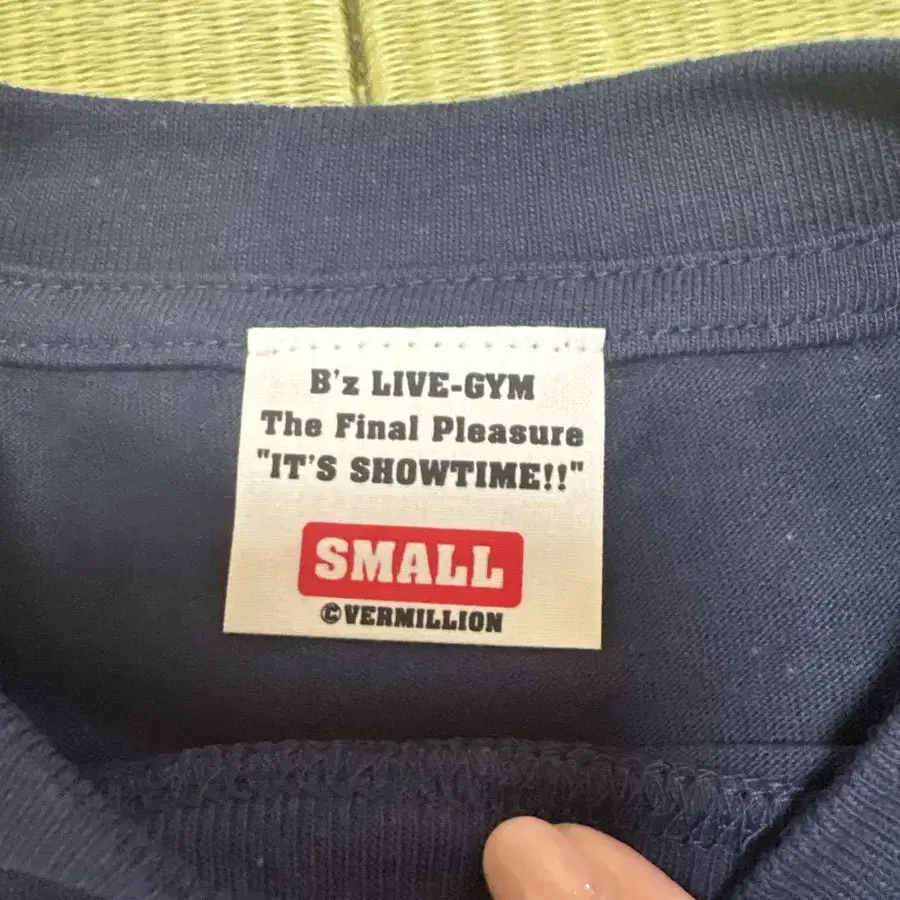 B'z LIVE-GYM
The Final Pleasure
"IT'S SHOWTIME!!"
SMALL
©VERMILLION